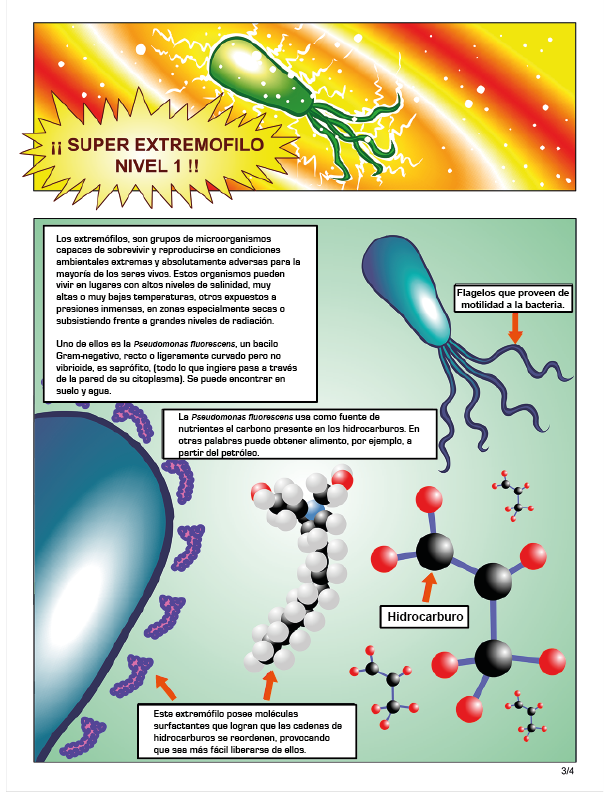 ¡¡ SUPER EXTREMOFILO
NIVEL 1 !!
Los extremófilos, son grupos de microorganismos
capaces de sobrevivir y reproducirse en condiciones
ambientales extremas y absolutamente adversas para la
mayoría de los seres vivos. Estos organismos pueden
vivir en lugares con altos niveles de salinidad, muy
altas o muy bajas temperaturas, otros expuestos a
presiones inmensas, en zonas especialmente secas o
subsistiendo frente a grandes niveles de radiación.
Uno de ellos es la Pseudomonas fluorescens, un bacilo
Gram-negativo, recto o ligeramente curvado pero no
vibrioide, es saprófito, (todo lo que ingiere pasa a través
de la pared de su citoplasma). Se puede encontrar en
suelo y agua.
Flagelos que proveen de
motilidad a la bacteria.
La Pseudomonas fluorescens usa como fuente de
nutrientes el carbono presente en los hidrocarburos. En
otras palabras puede obtener alimento, por ejemplo, a
partir del petróleo.
Hidrocarburo
Este extremófilo posee moléculas
surfactantes que logran que las cadenas de
hidrocarburos se reordenen, provocando
que sea más fácil liberarse de ellos.
3/4